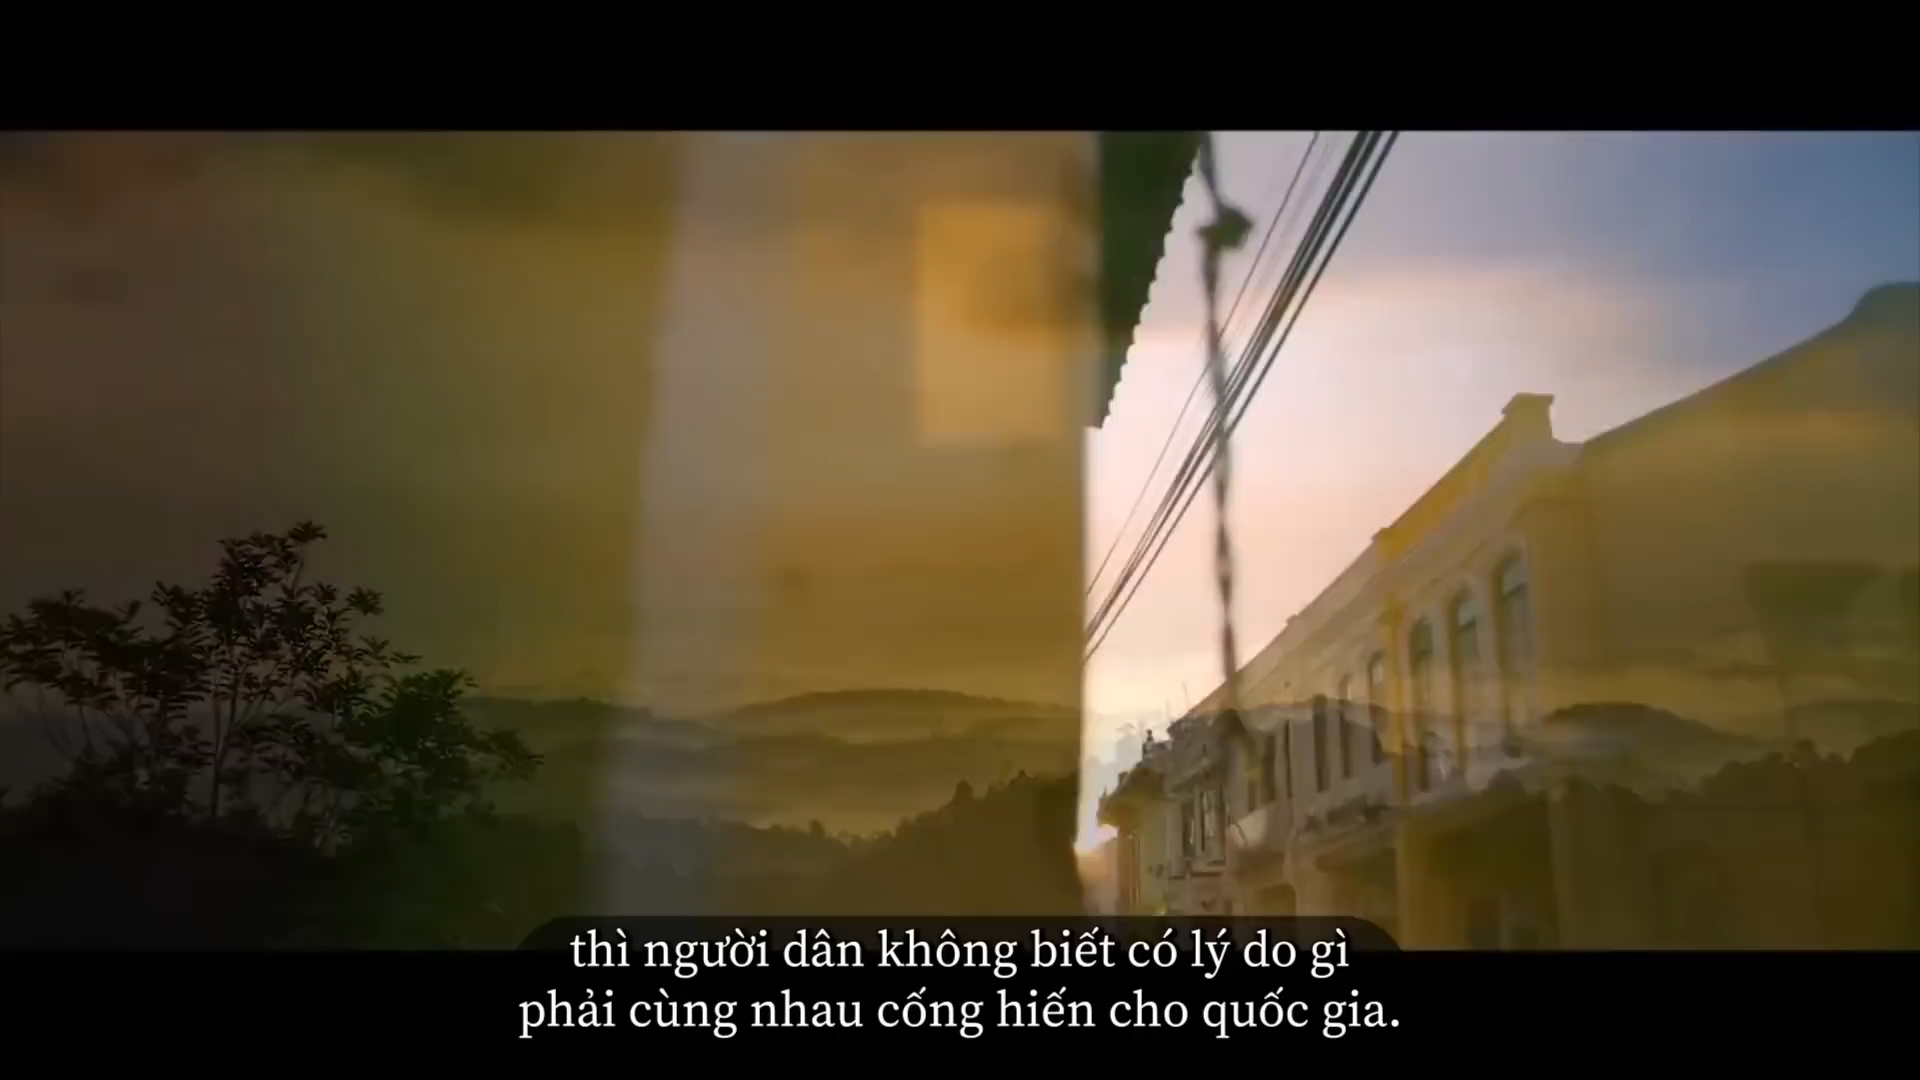 thì người dân không biết có lý do gì
phải cùng nhau cống hiến cho quốc gia.